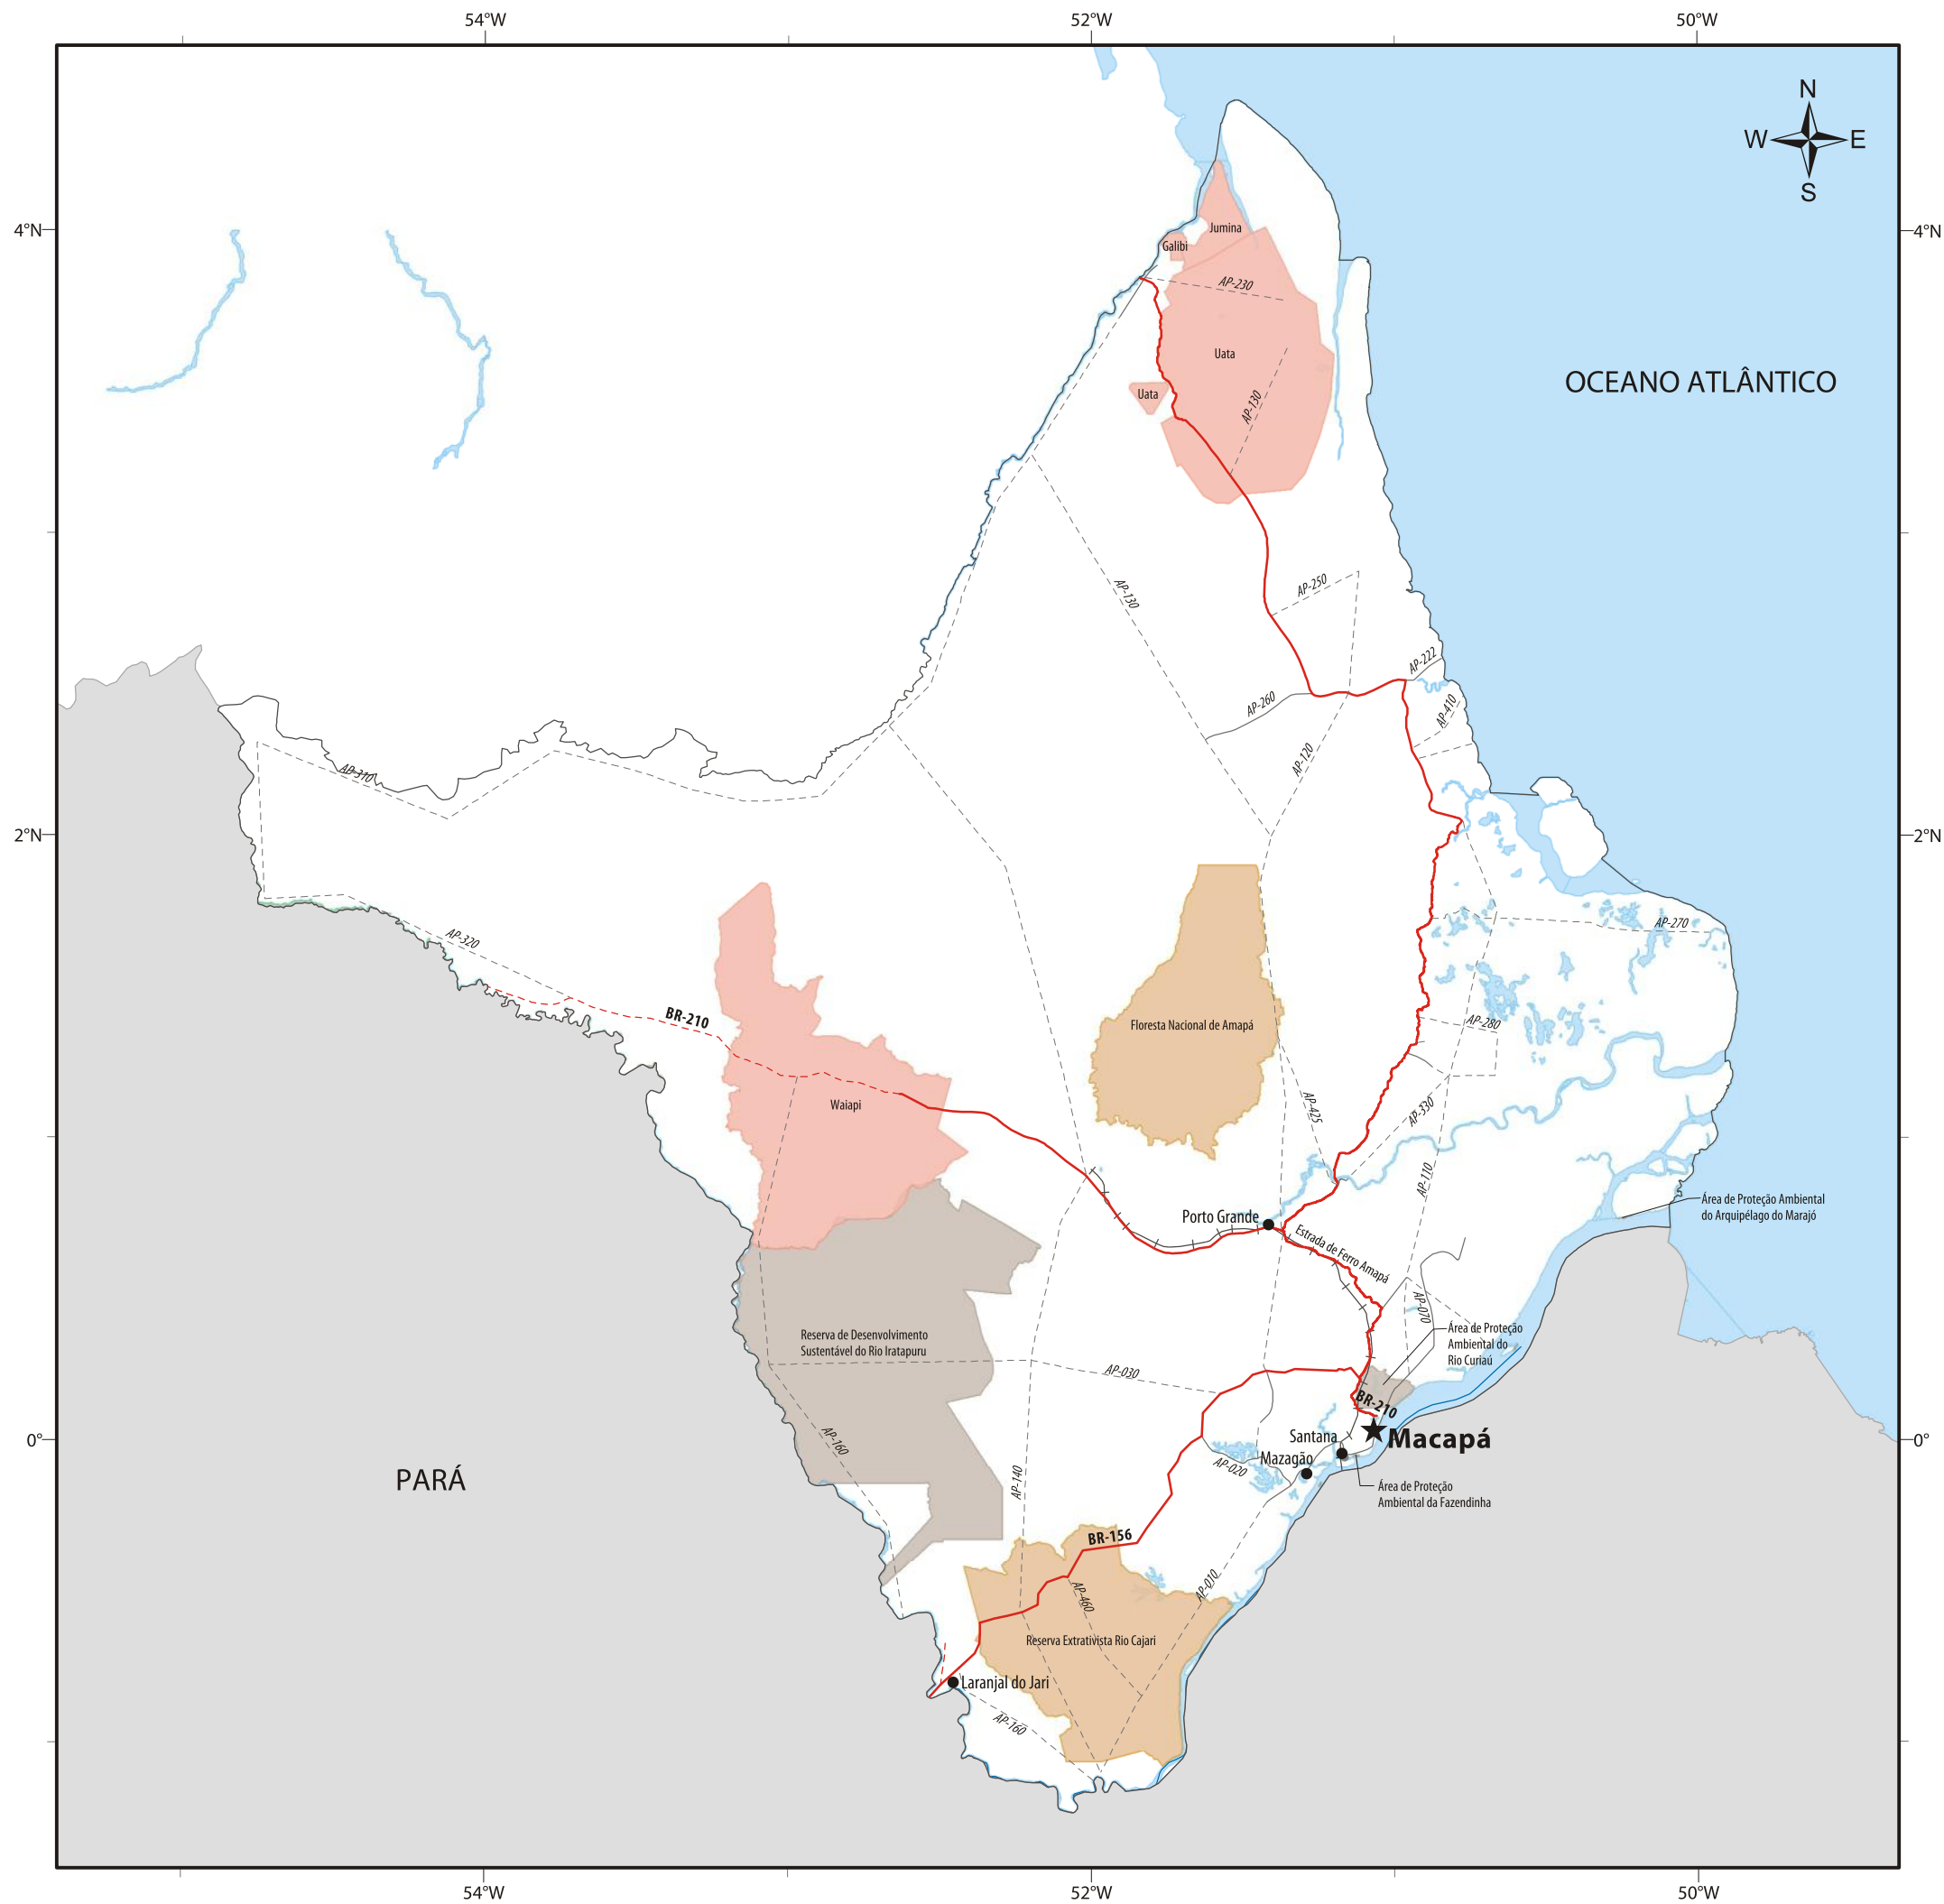 54°W
52°W
50°W
N
W
E
S
4°N
4°N
Jumina
Galibi
AP-230
Uata
OCEANO ATLÂNTICO
Uata
AP-130
AP-130
AP-250
AP-222
AP-260
AP-410
AP-120
AP-310
2°N
2°N
AP-270
AP-320
BR-210
Floresta Nacional de Amapá
AP-280
Waiapi
AP-425
AP-330
AP-110
Área de Proteção Ambiental
do Arquipélago do Marajó
Porto Grande
Estrada de Ferro Amapá
AP-070
Reserva de Desenvolvimento
Sustentável do Rio Iratapuru
Área de Proteção
Ambiental do
Rio Curiaú
AP-030
BR-210
AP-160
Santana
Macapá
0°
0°
Mazagão
AP-020
PARÁ
AP-140
Área de Proteção
Ambiental da Fazendinha
BR-156
AP-460
AP-010
Reserva Extrativista Rio Cajari
Laranjal do Jari
AP-160
54°W
52°W
50°W